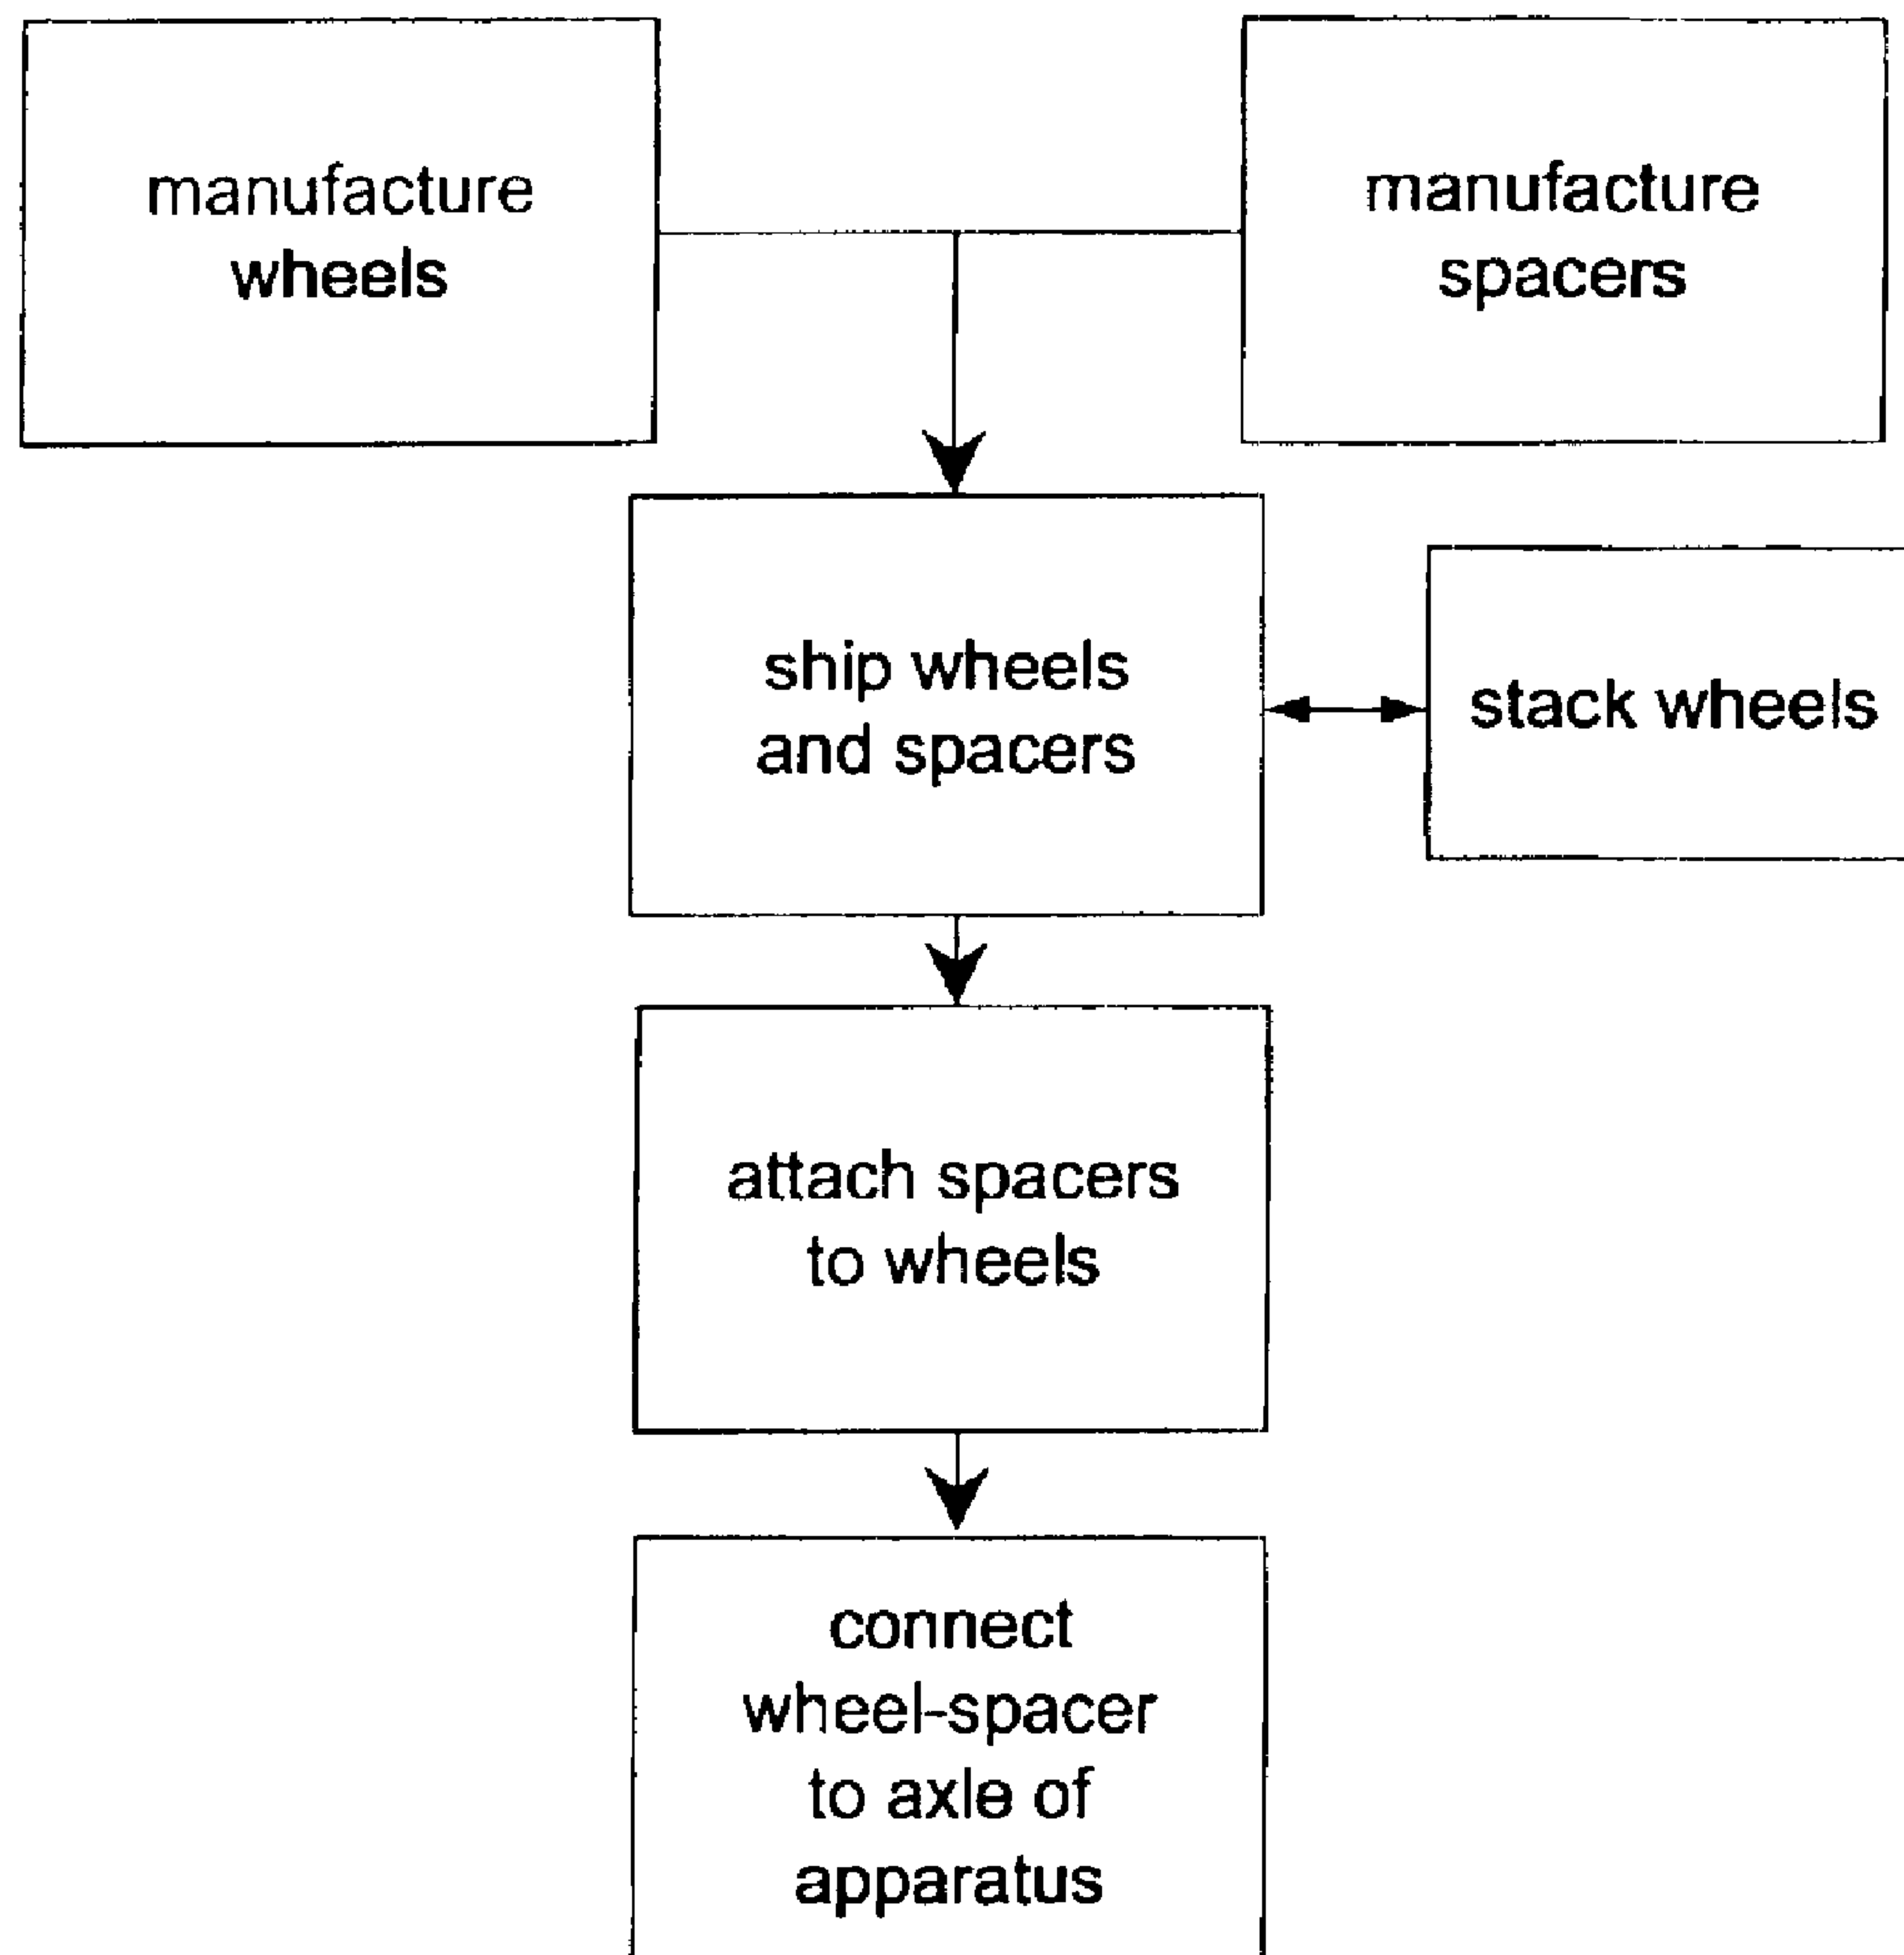 manufacture
wheels
manufacture
spacers
ship wheels
and spacers
stack wheels
attach spacers
to wheels
connect
wheel-spacer
to axle of
apparatus